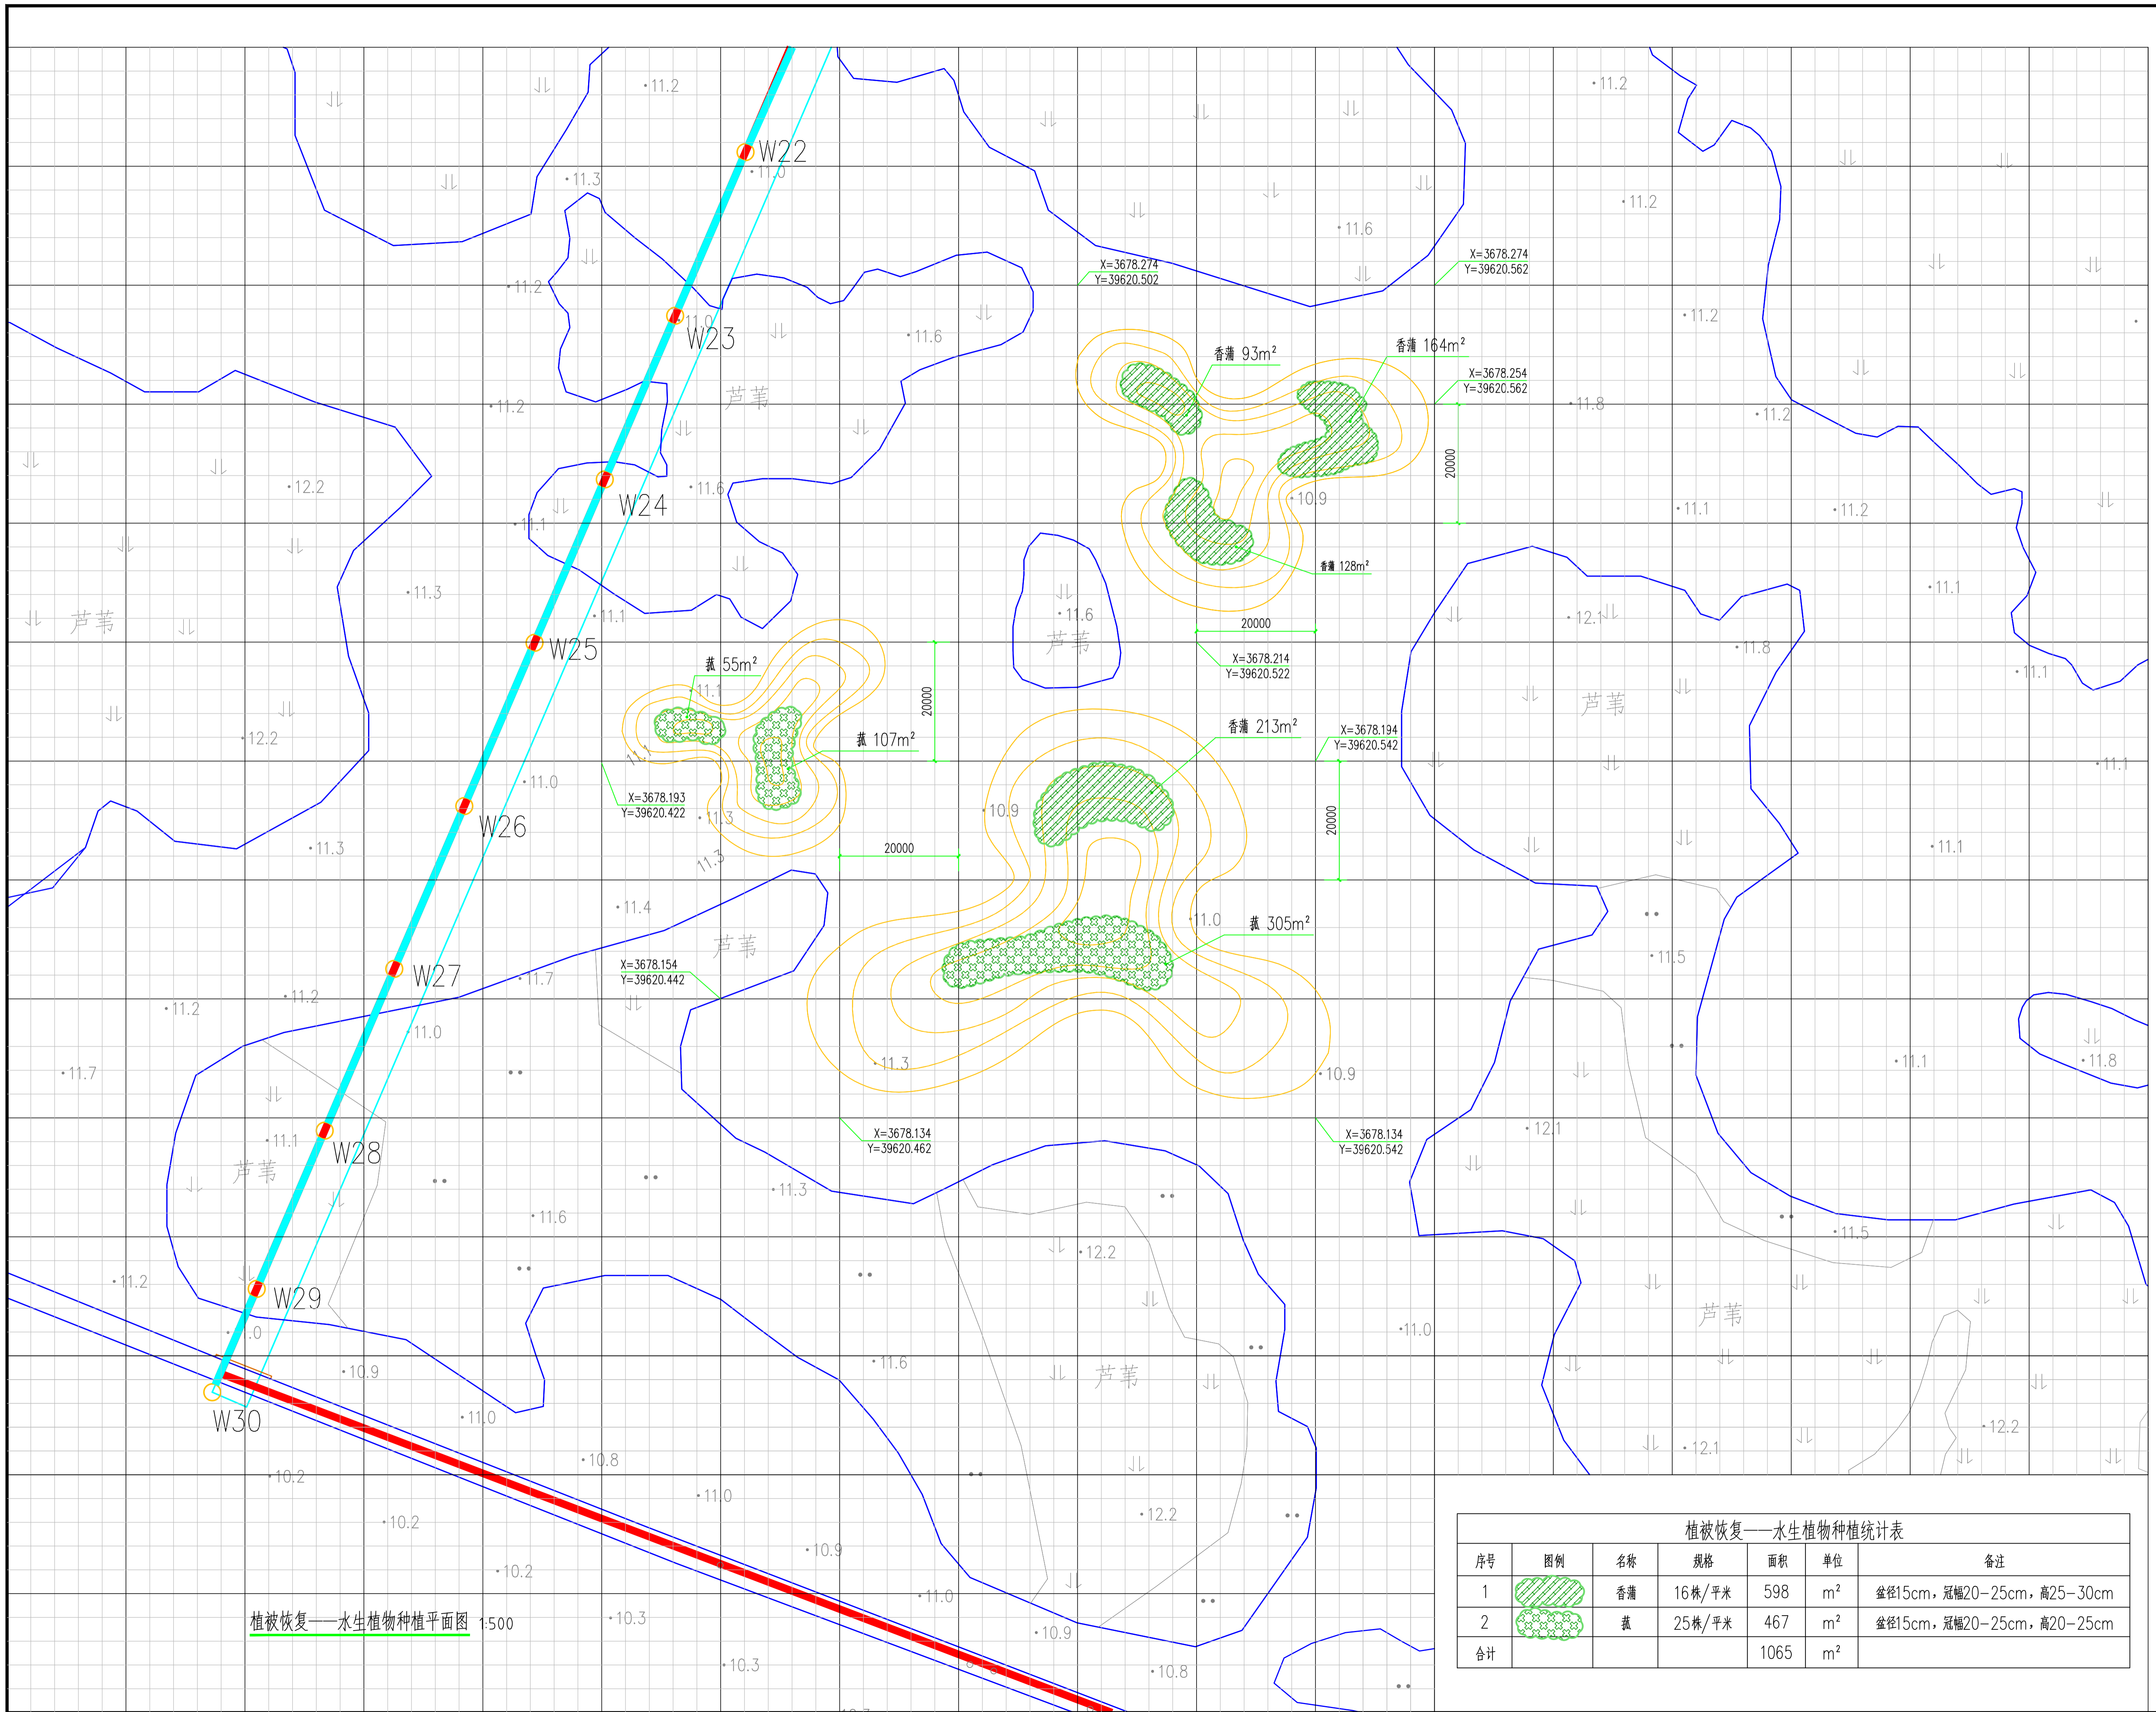 ·11.2
·11.2
W22
·11.0
·11.3
·11.2
·11.6
X=3678.274
Y=39620.502
X=3678.274
Y=39620.562
·11.2
·11.0
W23
·11.6
·11.2
香蒲 93m²
香蒲 164m²
X=3678.254
Y=39620.562
芦苇
·11.2
·11.8
·11.2
20000
·12.2
W24
·11.6
·10.9
·11.1
·11.1
·11.2
香蒲 128m²
·11.3
·11.1
·11.6
芦苇
·12.1
·11.1
芦苇
W25
20000
芦苇
·11.8
菰 55m²
X=3678.214
Y=39620.522
·11.1
·11.1
芦苇
20000
·12.2
11.1
菰 107m²
香蒲 213m²
X=3678.194
Y=39620.542
·11.1
·11.0
X=3678.193
Y=39620.422
·10.9
20000
W26
·11.3
·11.3
11.3
20000
·11.1
·11.4
芦苇
·11.0
菰 305m²
X=3678.154
Y=39620.442
W27
·11.7
·11.5
·11.2
·11.2
·11.0
·11.7
·11.3
·10.9
·11.1
·11.8
X=3678.134
Y=39620.462
X=3678.134
Y=39620.542
·12.1
·11.1
W28
芦苇
·11.3
·11.6
·11.5
·12.2
·11.2
W29
芦苇
·11.0
·11.6
芦苇
·10.9
W30
·11.0
·12.2
·12.1
·10.8
·10.2
·11.0
·10.2
·12.2
植被恢复——水生植物种植统计表
序号 图例 名称 规格 面积 单位 备注
1 香蒲 16株/平米 598 m² 盆径15cm，冠幅20-25cm，高25-30cm
2 菰 25株/平米 467 m² 盆径15cm，冠幅20-25cm，高20-25cm
合计 1065 m²
·10.9
·10.2
·11.0
·10.3
植被恢复——水生植物种植平面图 1:500
·10.9
·10.3
·10.8